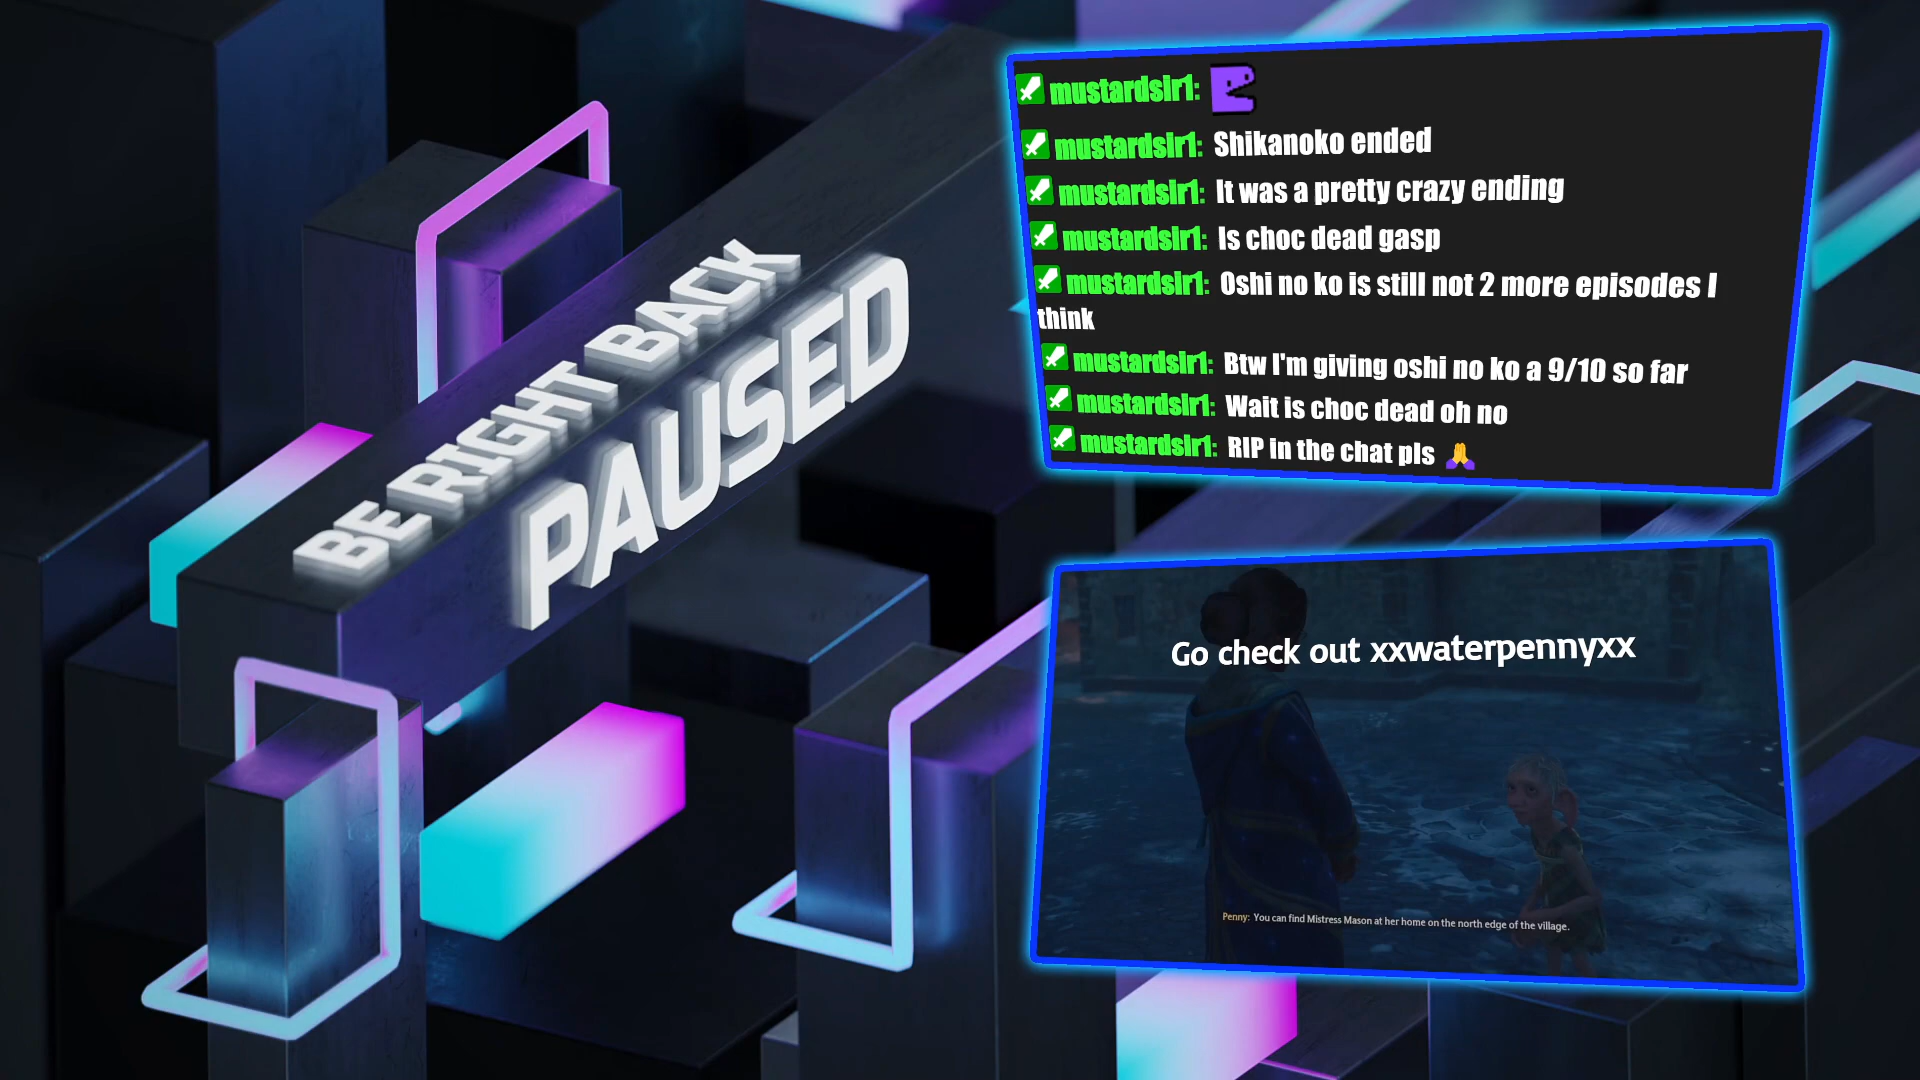 BE RIGHT BACK
PAUSED
mustardsir1:
mustardsir1: Shikanoko ended
mustardsir1: It was a pretty crazy ending
mustardsir1: Is choc dead gasp
mustardsir1: Oshi no ko is still not 2 more episodes I
think
mustardsir1: Btw I'm giving oshi no ko a 9/10 so far
mustardsir1: Wait is choc dead oh no
mustardsir1: RIP in the chat pls 🙏
Go check out xxwaterpennyxx
Penny: You can find Mistress Mason at her home on the north edge of the village.